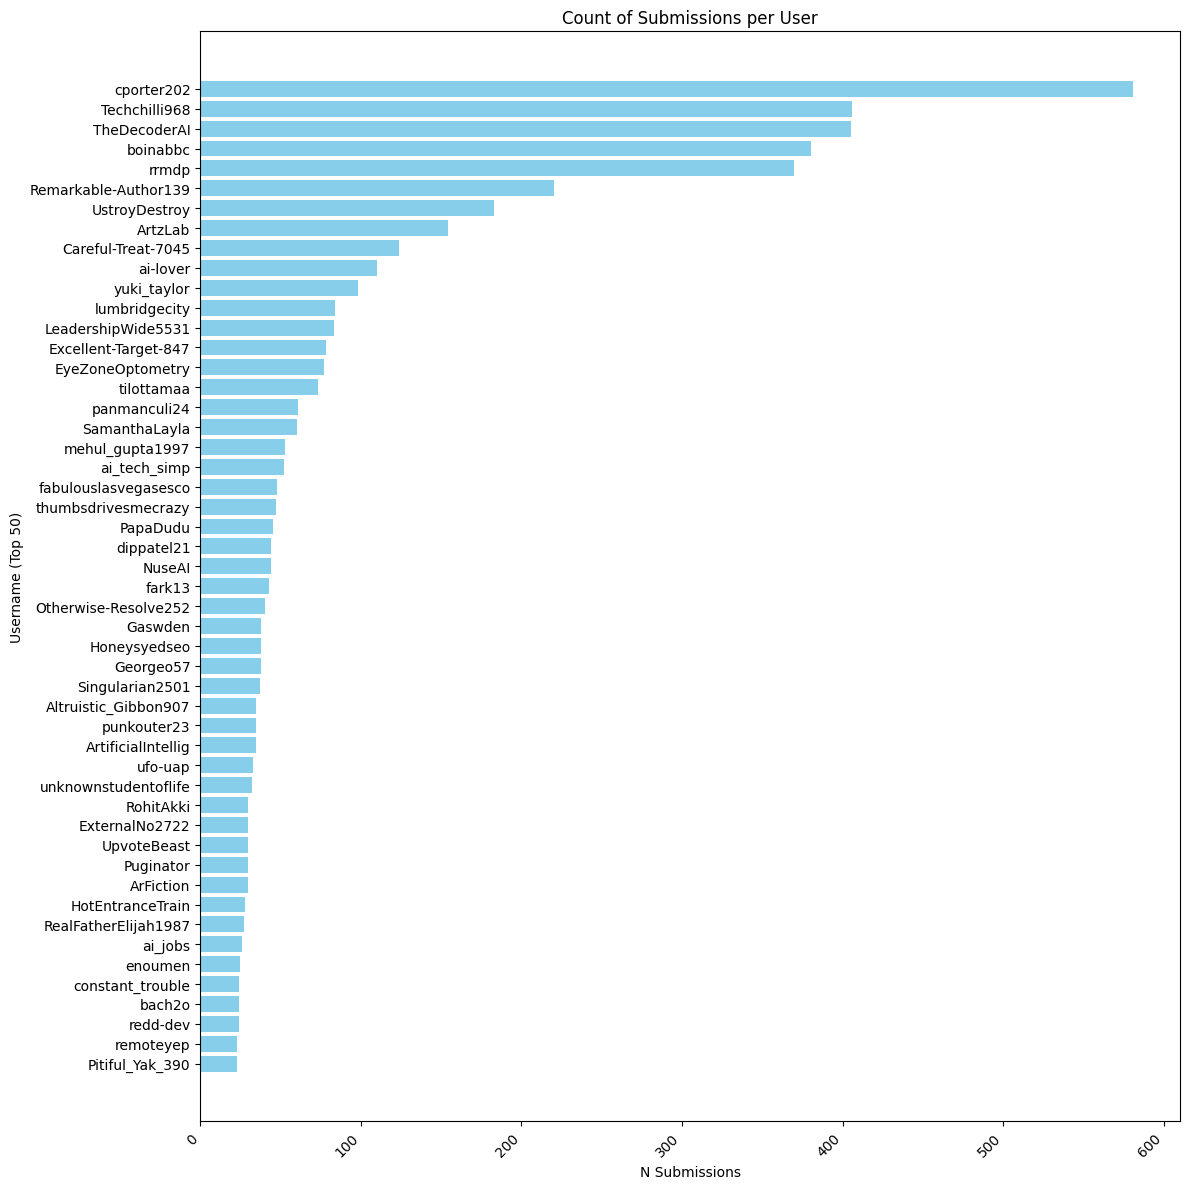 Count of Submissions per User
cporter202
Techchilli968
TheDecoderAI
boinabbc
rrmdp
Remarkable-Author139
UstroyDestroy
ArtzLab
Careful-Treat-7045
ai-lover
yuki_taylor
lumbridgecity
LeadershipWide5531
Excellent-Target-847
EyeZoneOptometry
tilottamaa
panmanculi24
SamanthaLayla
mehul_gupta1997
ai_tech_simp
fabulouslasvegasesco
thumbsdrivesmecrazy
PapaDudu
dippatel21
NuseAI
fark13
Otherwise-Resolve252
Gaswden
Honeysyedseo
Georgeo57
Singularian2501
Altruistic_Gibbon907
punkouter23
ArtificialIntellig
ufo-uap
unknownstudentoflife
RohitAkki
ExternalNo2722
UpvoteBeast
Puginator
ArFiction
HotEntranceTrain
RealFatherElijah1987
ai_jobs
enoumen
constant_trouble
bach2o
redd-dev
remoteyep
Pitiful_Yak_390
Username (Top 50)
0 100 200 300 400 500 600
N Submissions